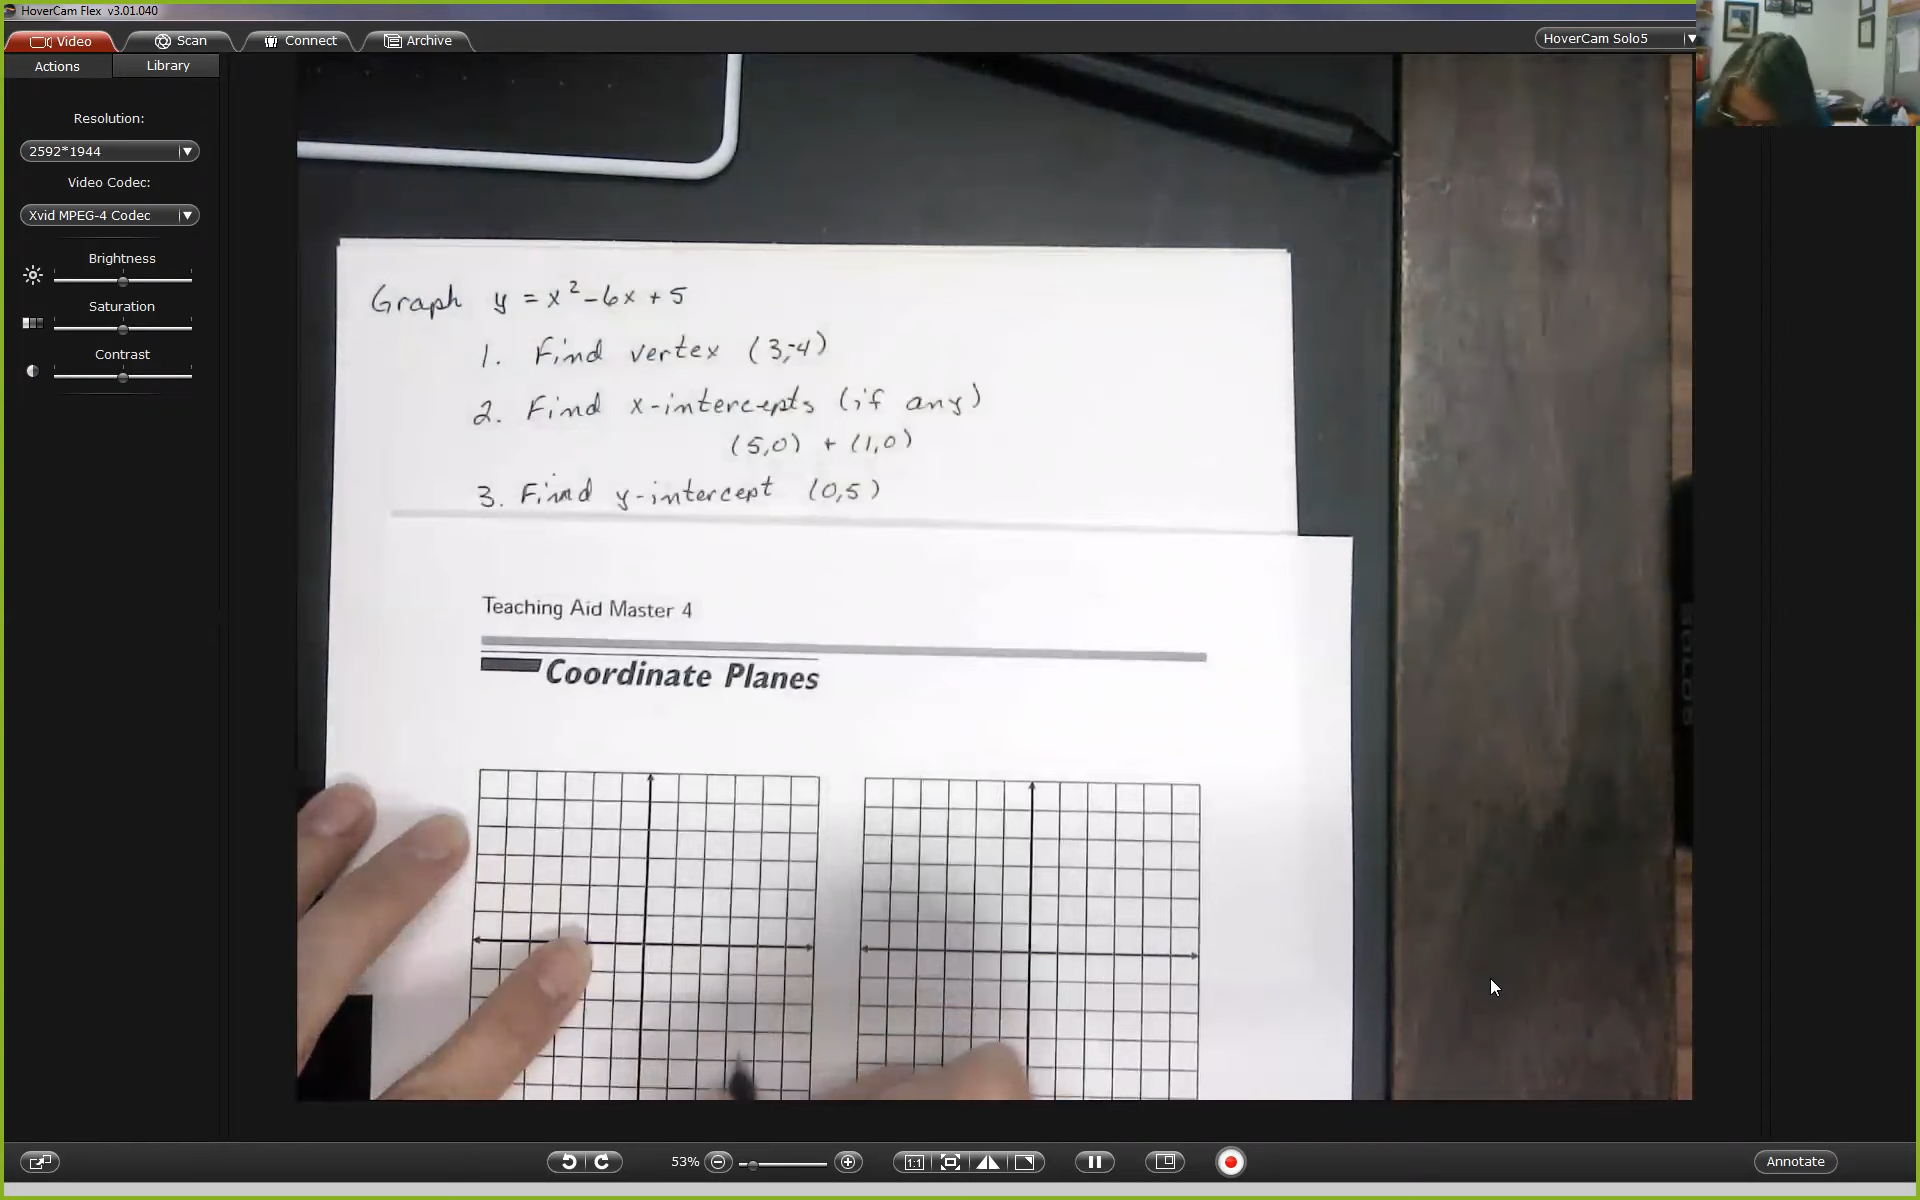 HoverCam Flex v3.01.040
Video
Scan
Connect
Archive
HoverCam Solo5
Actions
Library
Resolution:
2592*1944
Video Codec:
Xvid MPEG-4 Codec
Brightness
Saturation
Contrast
Graph y = x² - 6x + 5
1. Find vertex (3,-4)
2. Find x-intercepts (if any)
(5,0) + (1,0)
3. Find y-intercept (0,5)
Teaching Aid Master 4
Coordinate Planes
53%
1:1
Annotate